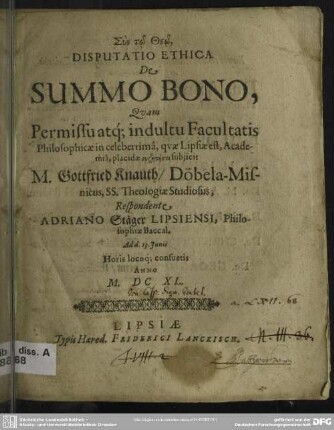 Σὺν τῷ Θεῷ,
DISPUTATIO ETHICA
De
SUMMO BONO,
Quam
Permissu atq; indultu Facultatis
Philosophicæ in celeberrimâ, quæ Lipsiæ est, Acade-
miâ, placidæ subjicit
M. Gottfried Knauth/ Döbela-Mis-
nicus, SS. Theologiæ Studiosus,
Respondente
ADRIANO Stäger LIPSIENSI, Philo-
sophiæ Baccal.
Ad d. 13. Junii
Horis locoq; consuetis
ANNO
M. DC XL.
LIPSIÆ
Typis Hæred. FRIDERICI LANCKISCH.
diss. A
68